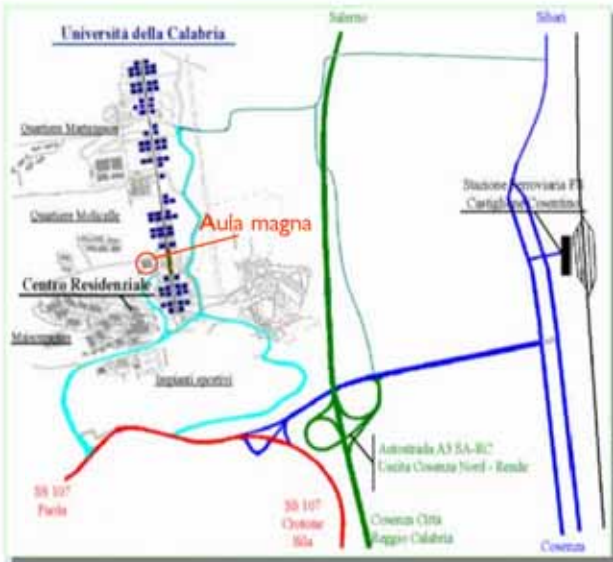 Università della Calabria
Salerno
Sibari
Quartiere Martensson
Quartiere Molicelle
Aula magna
Stazione Ferroviaria FS
Castiglione Cosentino
Centro Residenziale
Maisonnettes
Impianti sportivi
Autostrada A3 SA-RC
Uscita Cosenza Nord - Rende
SS 107
Paola
SS 107
Crotone
Sila
Cosenza Città
Reggio Calabria
Cosenza